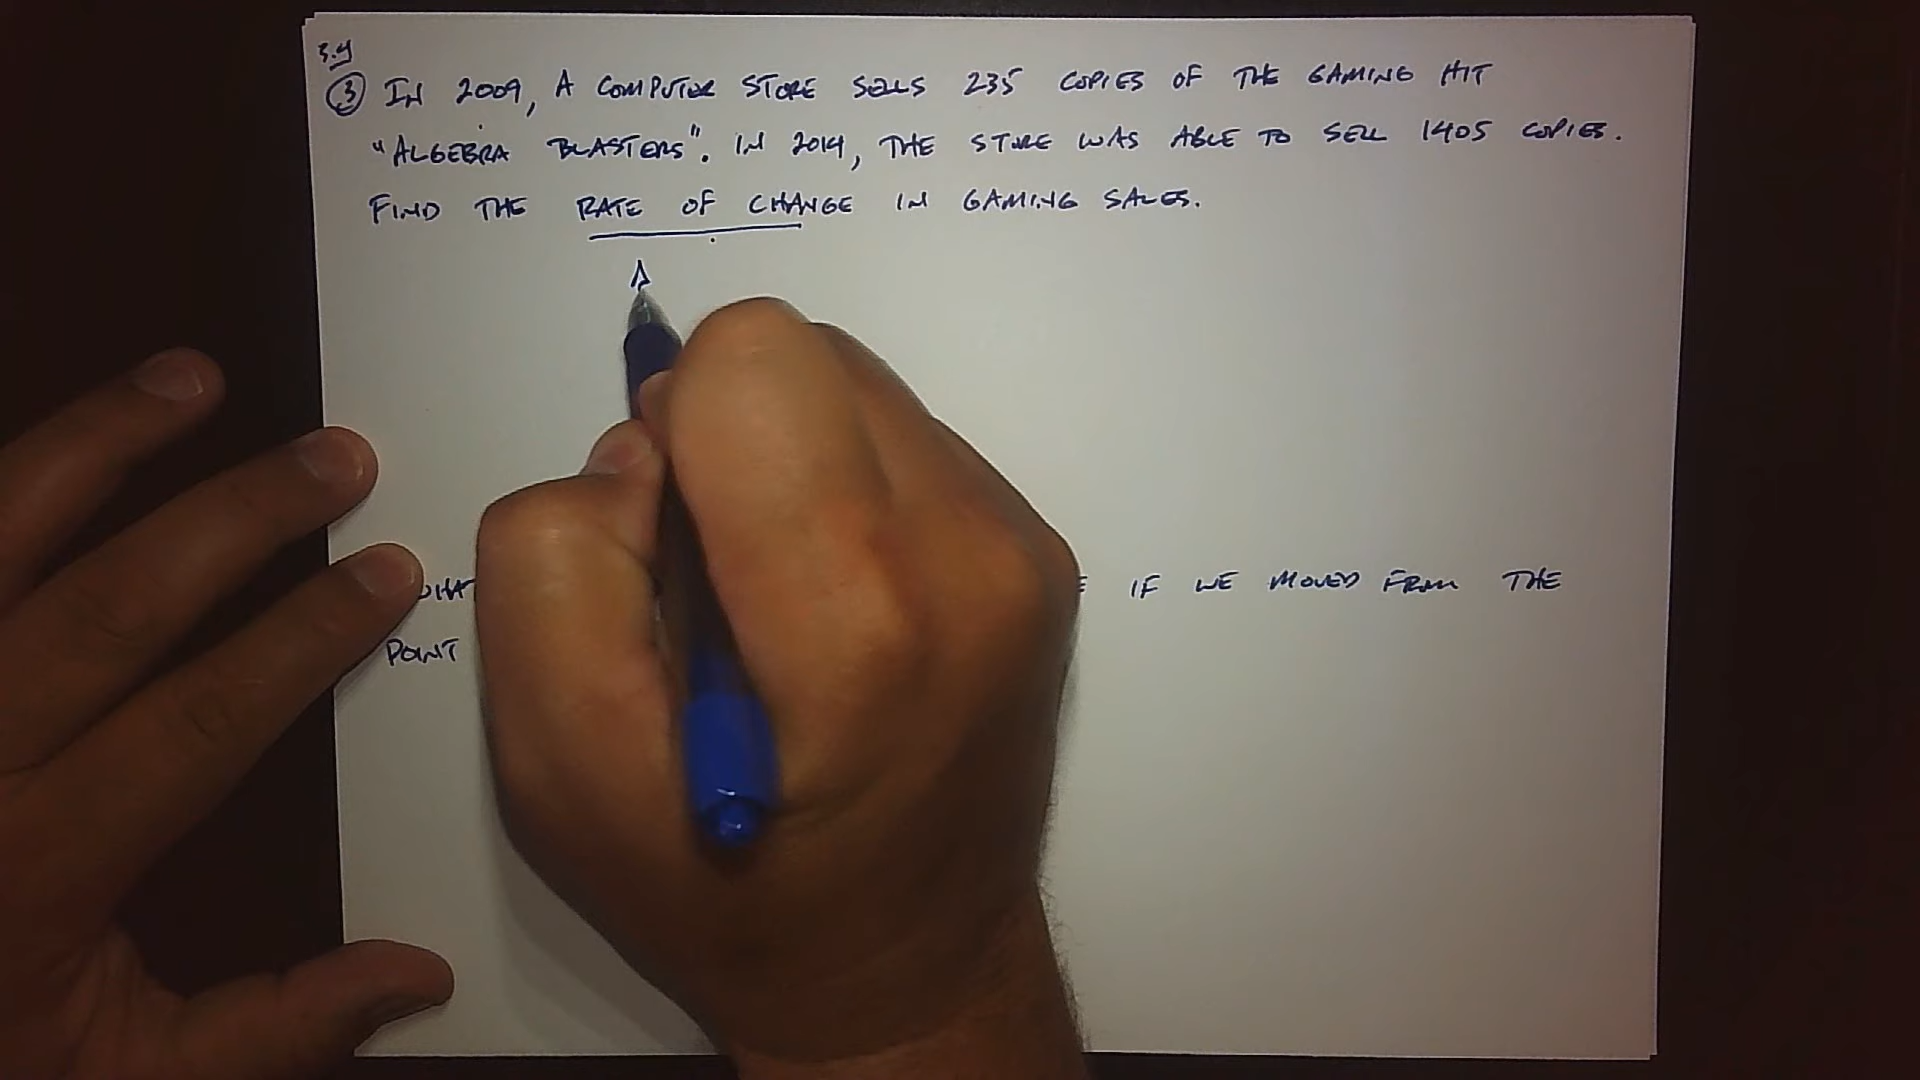 3.4
③ IN 2009, A COMPUTER STORE SELLS 235 COPIES OF THE GAMING HIT
"ALGEBRA BLASTERS". IN 2014, THE STORE WAS ABLE TO SELL 1405 COPIES.
FIND THE RATE OF CHANGE IN GAMING SALES.
IF WE MOVED FROM THE
POINT